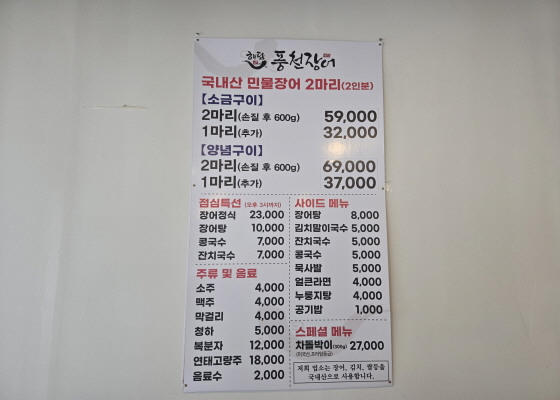 해담 풍천장어
국내산 민물장어 2마리(2인분)
【소금구이】
2마리(손질 후 600g) 59,000
1마리(추가) 32,000
【양념구이】
2마리(손질 후 600g) 69,000
1마리(추가) 37,000
점심특선 (오후 3시까지)
장어정식 23,000
장어탕 10,000
콩국수 7,000
잔치국수 7,000
주류 및 음료
소주 4,000
맥주 4,000
막걸리 4,000
청하 5,000
복분자 12,000
연태고량주 18,000
음료수 2,000
사이드 메뉴
장어탕 8,000
김치말이국수 5,000
잔치국수 5,000
콩국수 5,000
묵사발 5,000
얼큰라면 4,000
누룽지탕 4,000
공기밥 1,000
스페셜 메뉴
차돌박이(300g) 27,000
저희 업소는 장어, 김치, 쌀등을
국내산으로 사용합니다.